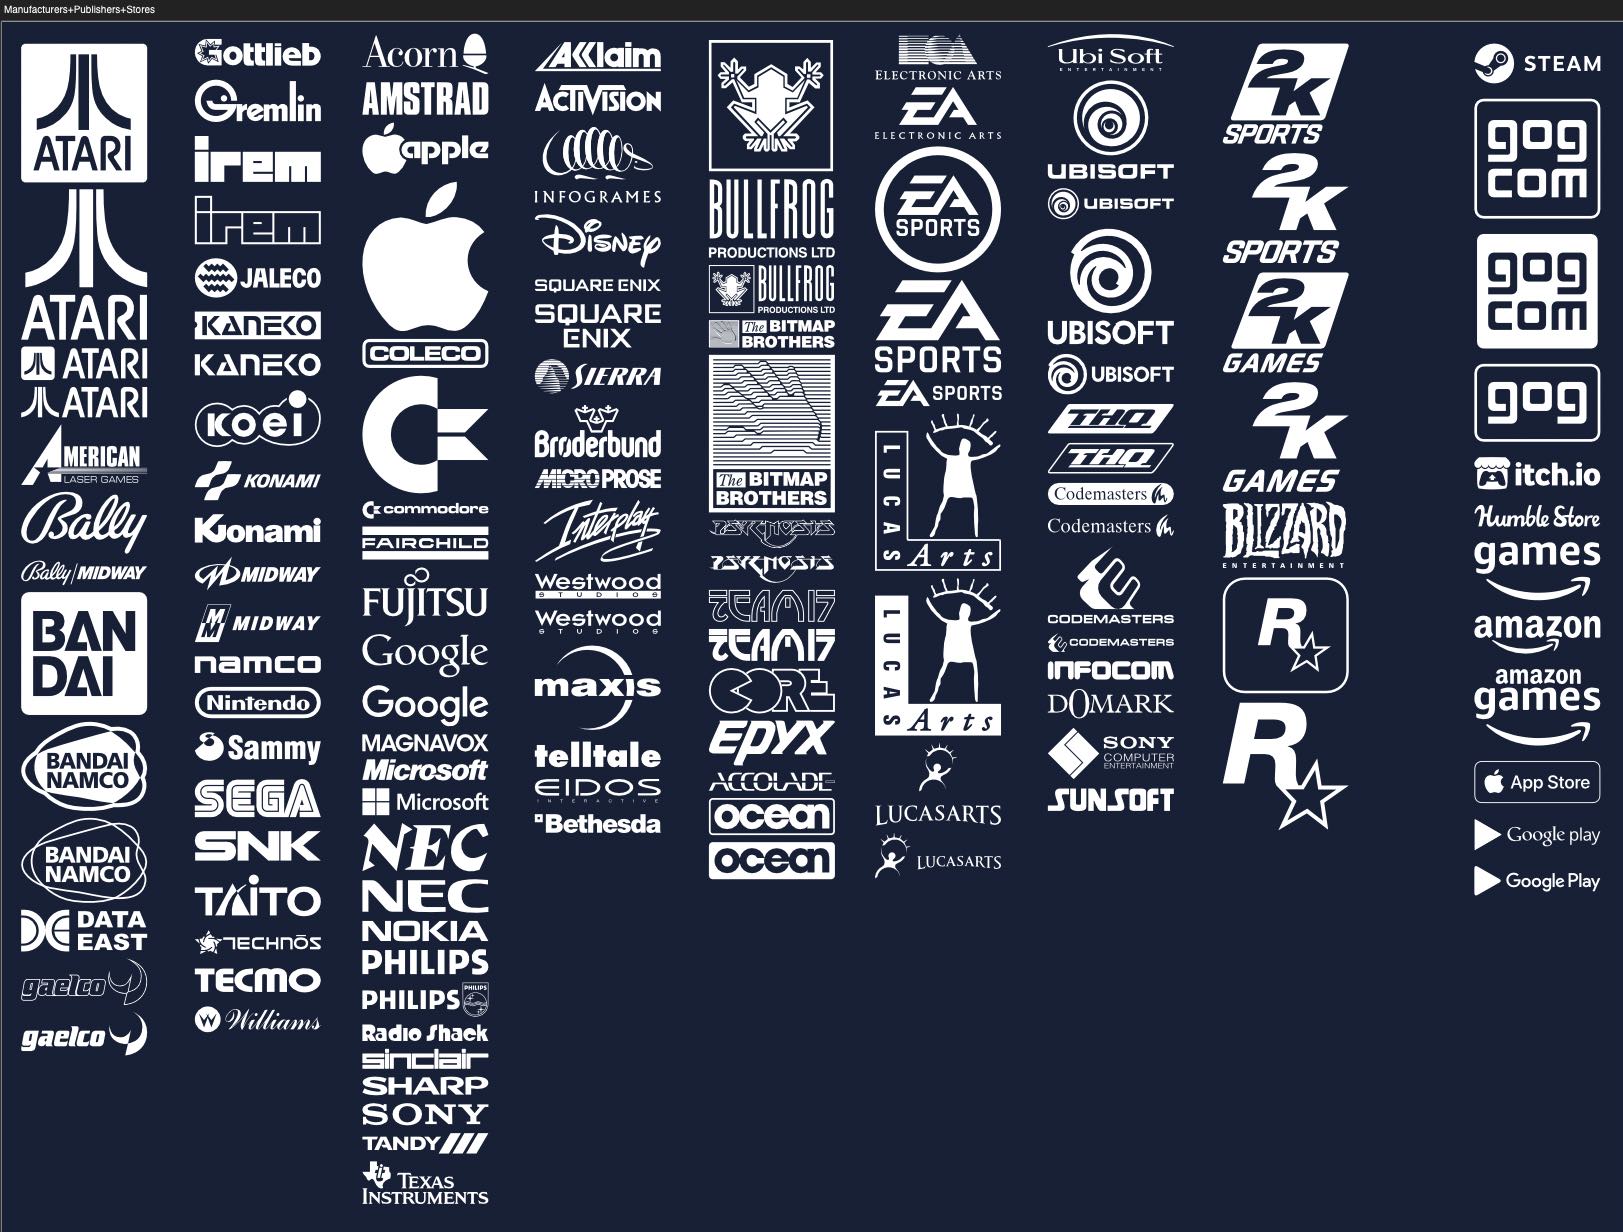 Manufacturers+Publishers+Stores
ATARI
ATARI
ATARI
ATARI
AMERICAN
LASER GAMES
Bally
Bally/MIDWAY
BAN
DAI
BANDAI
NAMCO
BANDAI
NAMCO
DATA
EAST
gaelco
gaelco
Gottlieb
Gremlin
irem
irem
JALECO
KANEKO
KANEKO
KOEI
KONAMI
Konami
MIDWAY
MIDWAY
namco
Nintendo
Sammy
SEGA
SNK
TAITO
TECHNŌS
TECMO
W Williams
Acorn
AMSTRAD
apple
COLECO
commodore
FAIRCHILD
FUJITSU
Google
Google
MAGNAVOX
Microsoft
Microsoft
NEC
NEC
NOKIA
PHILIPS
PHILIPS PHILIPS
Radio Shack
sinclair
SHARP
SONY
TANDY
TEXAS
INSTRUMENTS
AKklaim
ACTIVISION
INFOGRAMES
DISNEY
SQUARE ENIX
SQUARE
ENIX
SIERRA
Brøderbund
MICROPROSE
Interplay
Westwood
STUDIOS
Westwood
STUDIOS
maxis
telltale
EIDOS
INTERACTIVE
Bethesda
BULLFROG
PRODUCTIONS LTD
BULLFROG
PRODUCTIONS LTD
The BITMAP
BROTHERS
The BITMAP
BROTHERS
PSYGNOSIS
PSYGNOSIS
TEAM17
TEAM17
CORE
EPYX
ACCOLADE
ocean
ocean
EOA
ELECTRONIC ARTS
EA
ELECTRONIC ARTS
EA
SPORTS
EA
SPORTS
EA SPORTS
LUCAS
Arts
LUCAS
Arts
LUCASARTS
LUCASARTS
Ubi Soft
ENTERTAINMENT
UBISOFT
UBISOFT
UBISOFT
UBISOFT
THQ
THQ
Codemasters
Codemasters
CODEMASTERS
CODEMASTERS
INFOCOM
DOMARK
SONY
COMPUTER
ENTERTAINMENT
SUNSOFT
2K
SPORTS
2K
SPORTS
2K
GAMES
2K
GAMES
BLIZZARD
ENTERTAINMENT
R
R
STEAM
gog
com
gog
com
gog
itch.io
Humble Store
games
amazon
amazon
games
App Store
Google play
Google Play